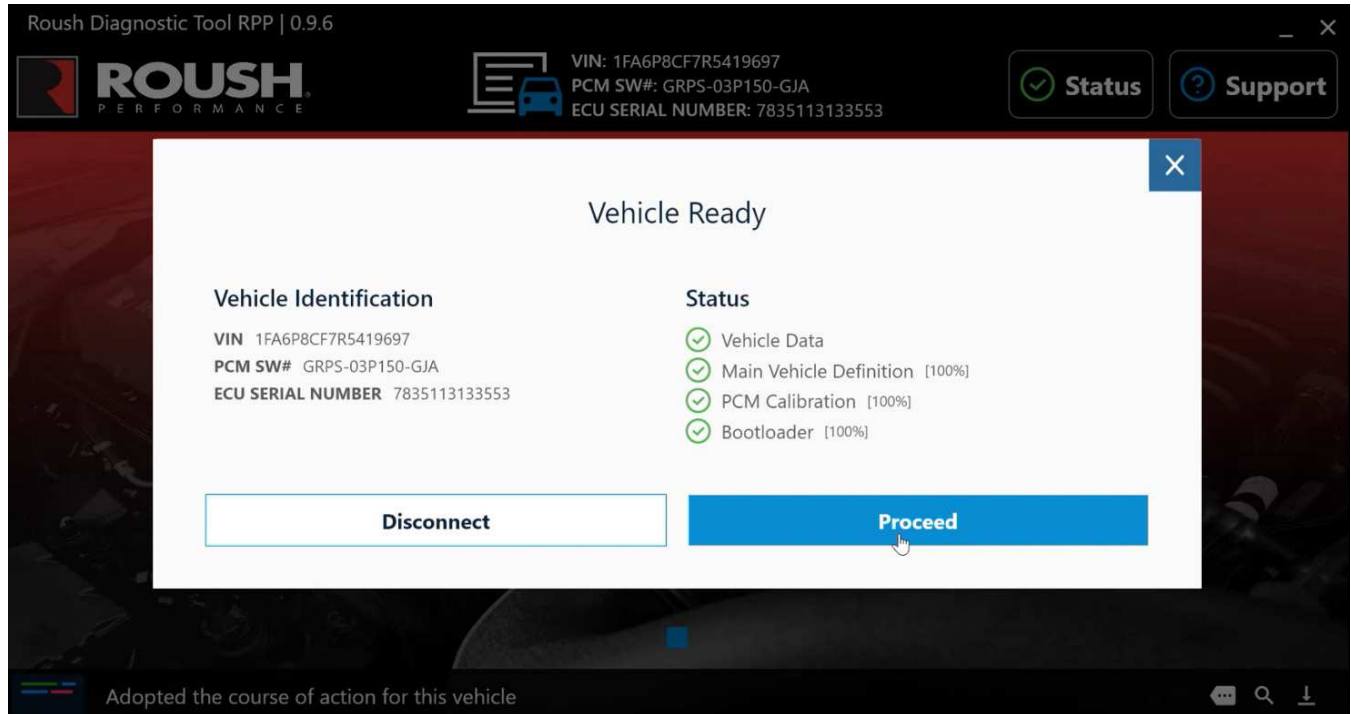 Roush Diagnostic Tool RPP | 0.9.6
ROUSH
PERFORMANCE
VIN: 1FA6P8CF7R5419697
PCM SW#: GRPS-03P150-GJA
ECU SERIAL NUMBER: 7835113133553
Status
Support
Vehicle Ready
Vehicle Identification
VIN 1FA6P8CF7R5419697
PCM SW# GRPS-03P150-GJA
ECU SERIAL NUMBER 7835113133553
Status
Vehicle Data
Main Vehicle Definition [100%]
PCM Calibration [100%]
Bootloader [100%]
Disconnect
Proceed
Adopted the course of action for this vehicle